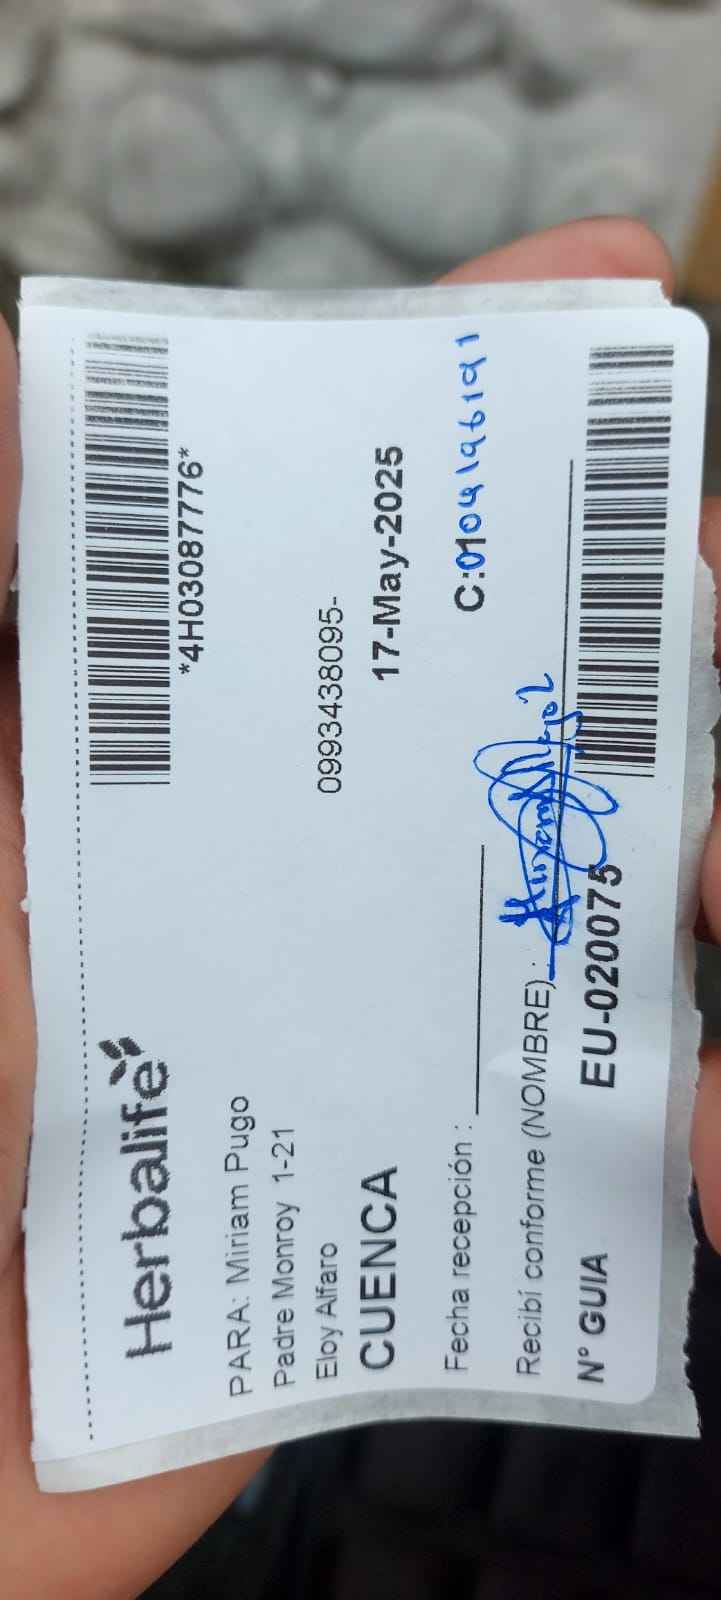 Herbalife
*4H03087776*
PARA: Miriam Pugo
Padre Monroy 1-21
Eloy Alfaro 0993438095-
CUENCA 17-May-2025
Fecha recepción : C:0104196191
Recibí conforme (NOMBRE) :
N° GUIA EU-020075